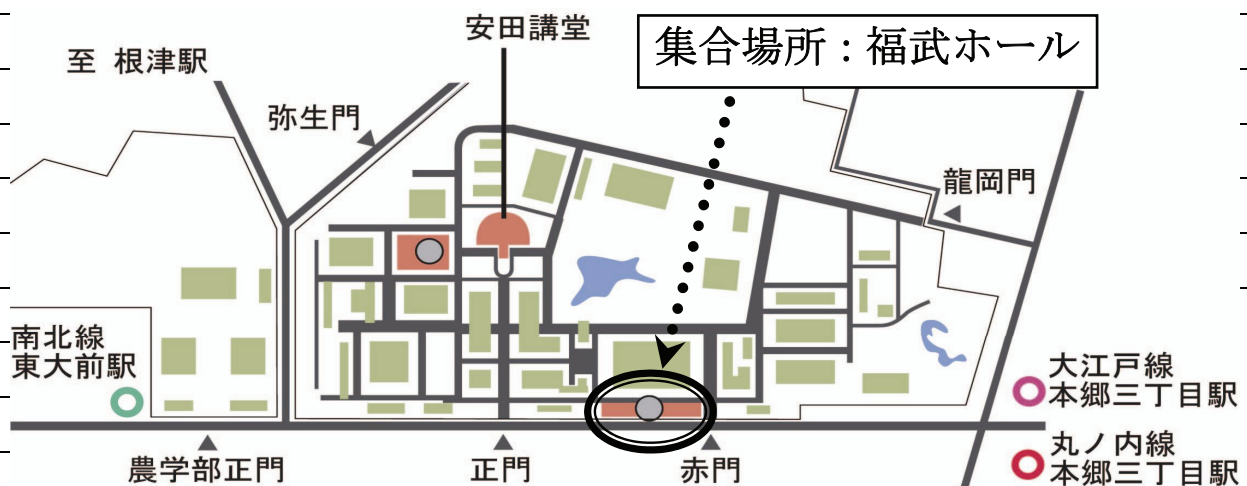 安田講堂
集合場所：福武ホール
至 根津駅
弥生門
龍岡門
南北線
東大前駅
大江戸線
本郷三丁目駅
丸ノ内線
本郷三丁目駅
農学部正門
正門
赤門